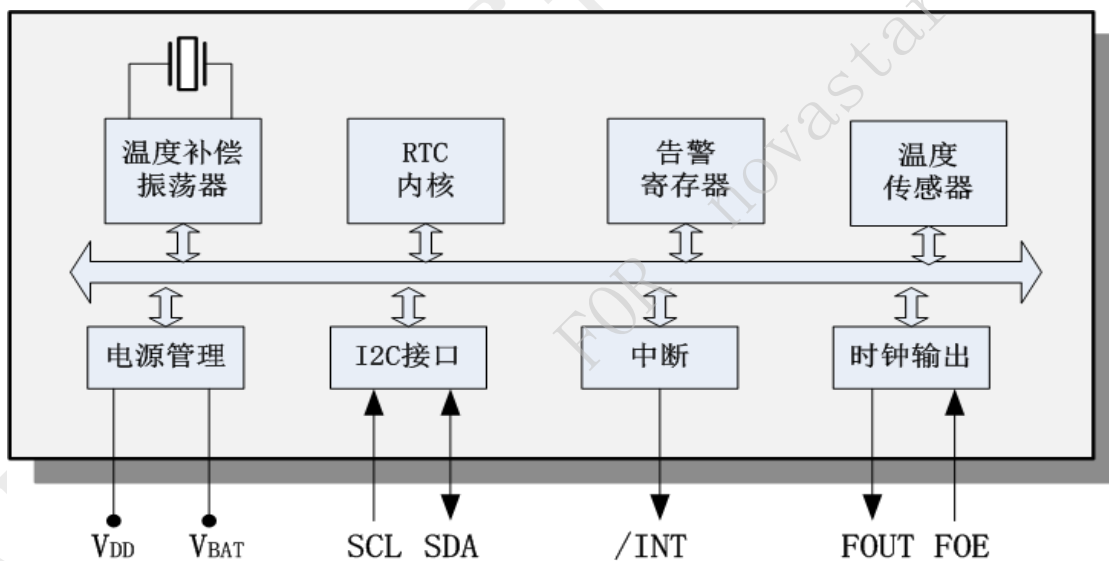 温度补偿
振荡器
RTC
内核
告警
寄存器
温度
传感器
电源管理
I2C接口
中断
时钟输出
VDD
VBAT
SCL
SDA
/INT
FOUT
FOE
FOR novastar